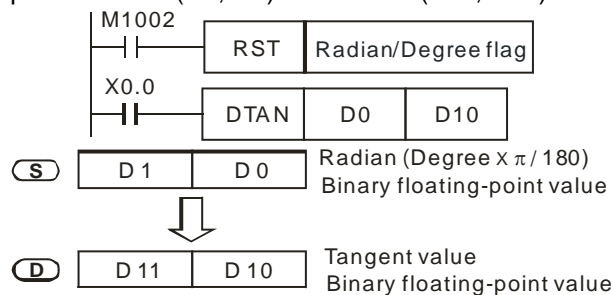 M1002
RST Radian/Degree flag
X0.0
DTAN D0 D10
S D 1 D 0 Radian (Degree X π / 180)
Binary floating-point value
D D 11 D 10 Tangent value
Binary floating-point value